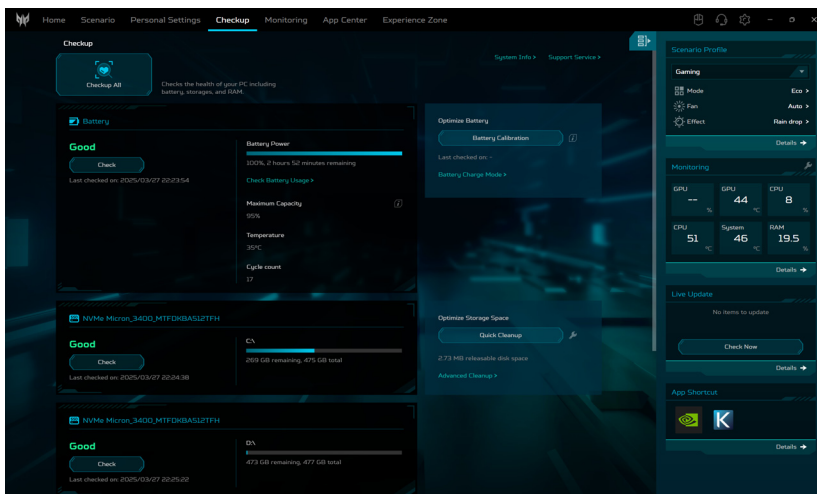 Home Scenario Personal Settings Checkup Monitoring App Center Experience Zone
Checkup
System Info > Support Service >
Checkup All
Checks the health of your PC including
battery, storages, and RAM.
Battery
Good
Check
Last checked on: 2025/03/27 22:23:54
Battery Power
100%, 2 hours 52 minutes remaining
Check Battery Usage >
Maximum Capacity
95%
Temperature
35°C
Cycle count
17
Optimize Battery
Battery Calibration
Last checked on: -
Battery Charge Mode >
NVMe Micron_3400_MTFDKBA512TFH
Good
Check
Last checked on: 2025/03/27 22:24:38
C:\
269 GB remaining, 475 GB total
Optimize Storage Space
Quick Cleanup
2.73 MB releasable disk space
Advanced Cleanup >
NVMe Micron_3400_MTFDKBA512TFH
Good
Check
Last checked on: 2025/03/27 22:25:22
D:\
473 GB remaining, 477 GB total
Scenario Profile
Gaming
Mode Eco >
Fan Auto >
Effect Rain drop >
Details →
Monitoring
GPU GPU CPU
-- 44 8
% °C %
CPU System RAM
51 46 19.5
°C °C %
Details →
Live Update
No items to update
Check Now
Details →
App Shortcut
K
Details →